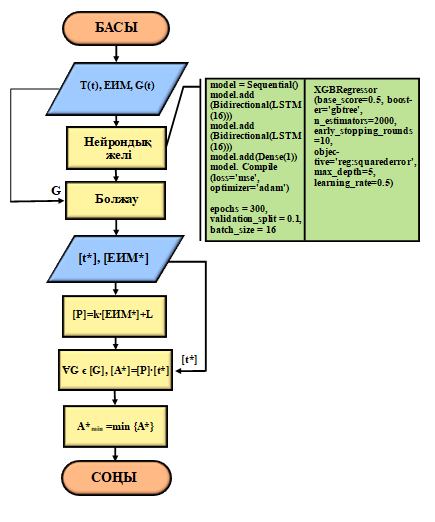 БАСЫ
T(t), ЕИМ, G(t)
Нейрондық
желі
G
Болжау
model = Sequential()
model.add
(Bidirectional(LSTM
(16)))
model.add
(Bidirectional(LSTM
(16)))
model.add(Dense(1))
model. Compile
(loss='mse',
optimizer='adam')
epochs = 300,
validation_split = 0.1,
batch_size = 16
XGBRegressor
(base_score=0.5, boost-
er='gbtree',
n_estimators=2000,
early_stopping_rounds
=10,
objec-
tive='reg:squarederror',
max_depth=5,
learning_rate=0.5)
[t*], [ЕИМ*]
[P]=k·[ЕИМ*]+L
[t*]
∀G є [G], [A*]=[P]·[t*]
A*min =min {A*}
СОҢЫ